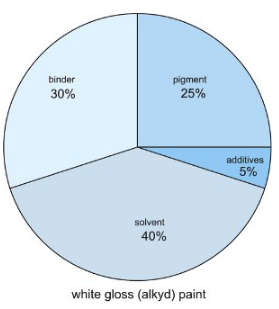 binder
30%
pigment
25%
additives
5%
solvent
40%
white gloss (alkyd) paint